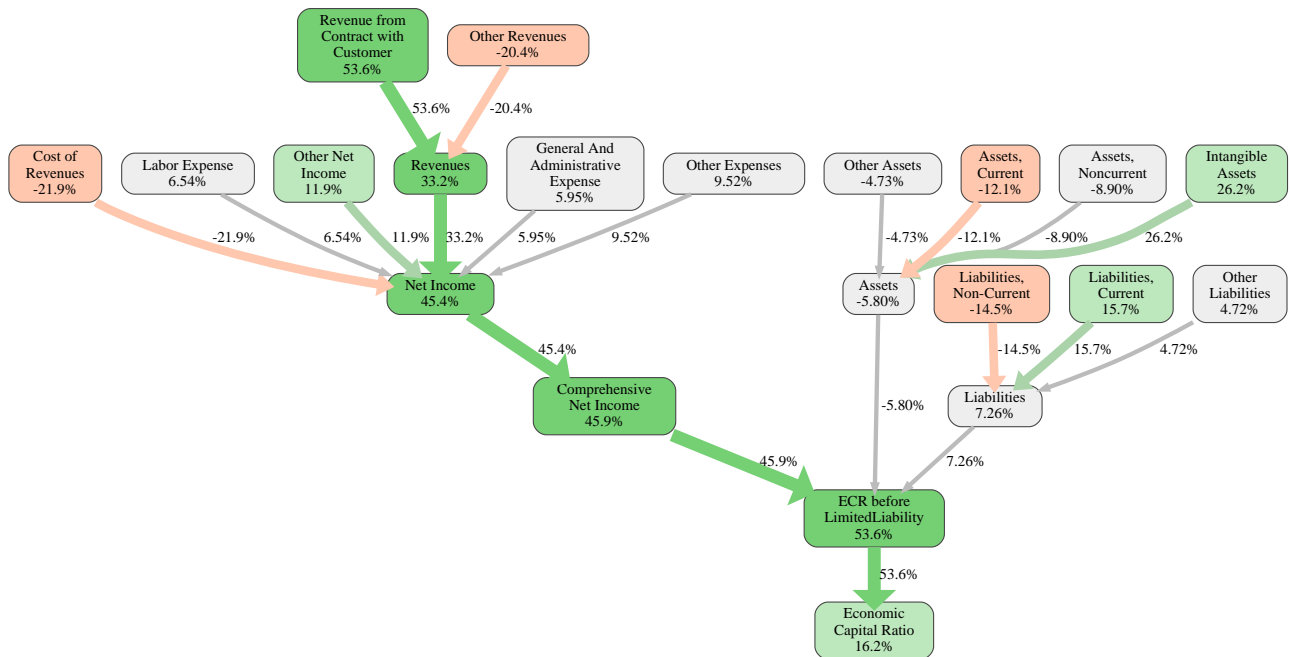 Revenue from
Contract with
Customer
53.6%
Other Revenues
-20.4%
53.6%
-20.4%
Cost of
Revenues
-21.9%
Labor Expense
6.54%
Other Net
Income
11.9%
Revenues
33.2%
General And
Administrative
Expense
5.95%
Other Expenses
9.52%
Other Assets
-4.73%
Assets,
Current
-12.1%
Assets,
Noncurrent
-8.90%
Intangible
Assets
26.2%
-21.9%
6.54%
11.9%
33.2%
5.95%
9.52%
-4.73%
-12.1%
-8.90%
26.2%
Net Income
45.4%
Assets
-5.80%
Liabilities,
Non-Current
-14.5%
Liabilities,
Current
15.7%
Other
Liabilities
4.72%
45.4%
-14.5%
15.7%
4.72%
Comprehensive
Net Income
45.9%
-5.80%
Liabilities
7.26%
45.9%
7.26%
ECR before
LimitedLiability
53.6%
53.6%
Economic
Capital Ratio
16.2%